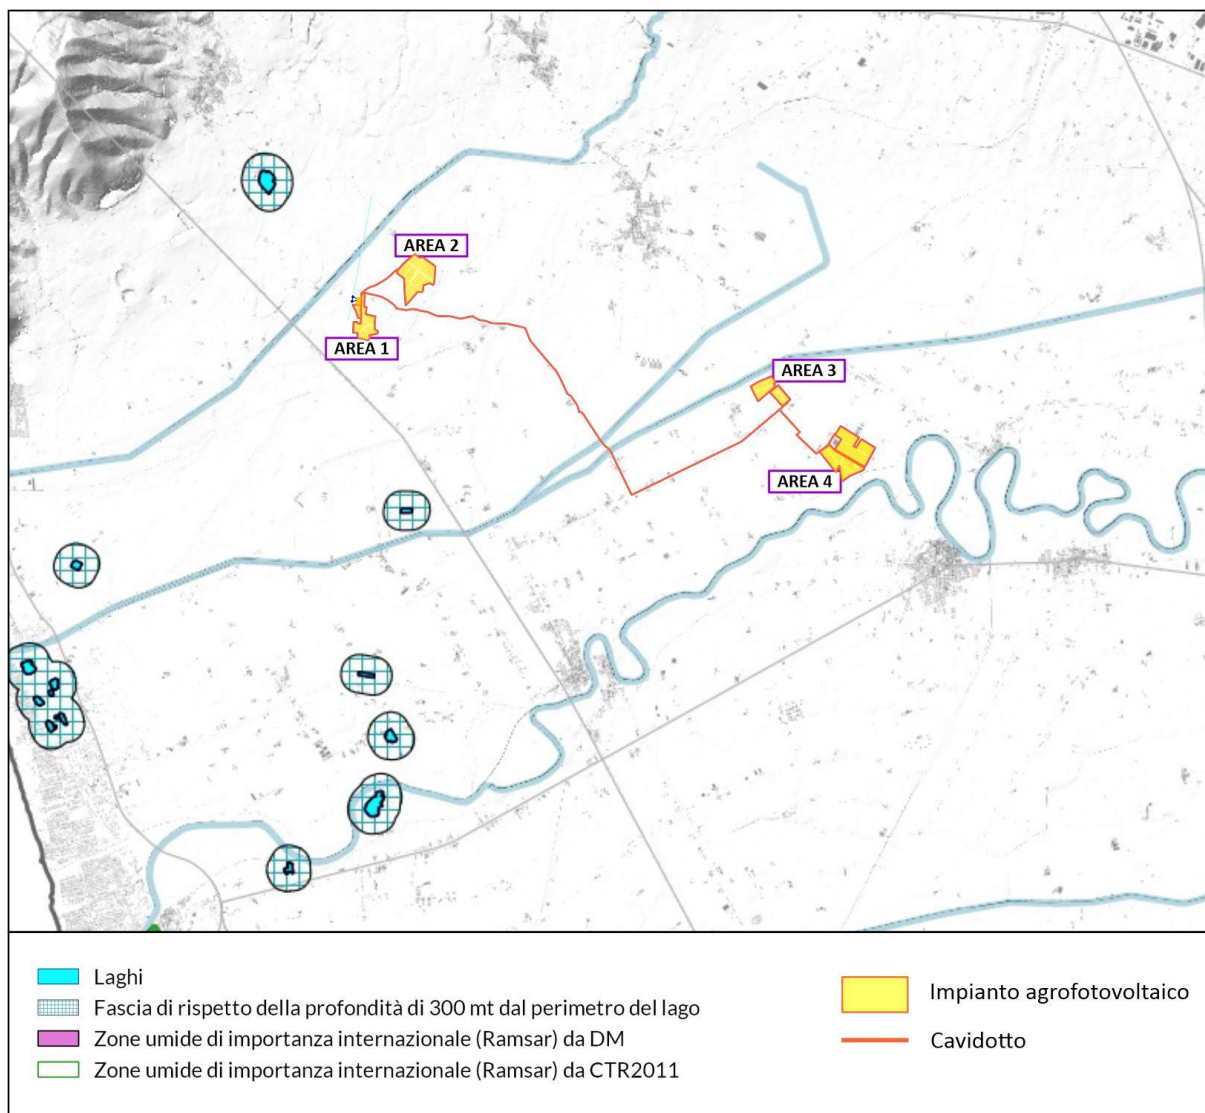 AREA 2
AREA 1
AREA 3
AREA 4
Laghi
Fascia di rispetto della profondità di 300 mt dal perimetro del lago
Zone umide di importanza internazionale (Ramsar) da DM
Zone umide di importanza internazionale (Ramsar) da CTR2011
Impianto agrofotovoltaico
Cavidotto